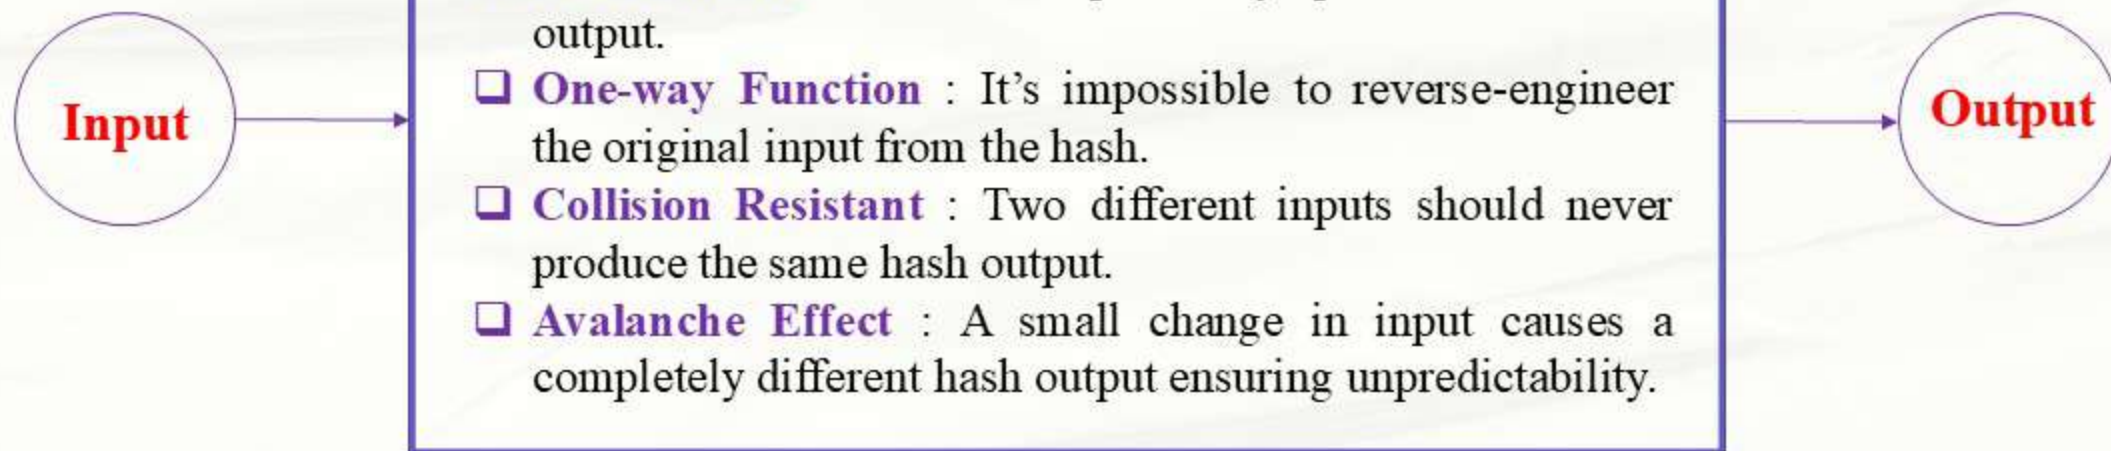 output.
Input
❑ One-way Function : It’s impossible to reverse-engineer
the original input from the hash.
❑ Collision Resistant : Two different inputs should never
produce the same hash output.
❑ Avalanche Effect : A small change in input causes a
completely different hash output ensuring unpredictability.
Output